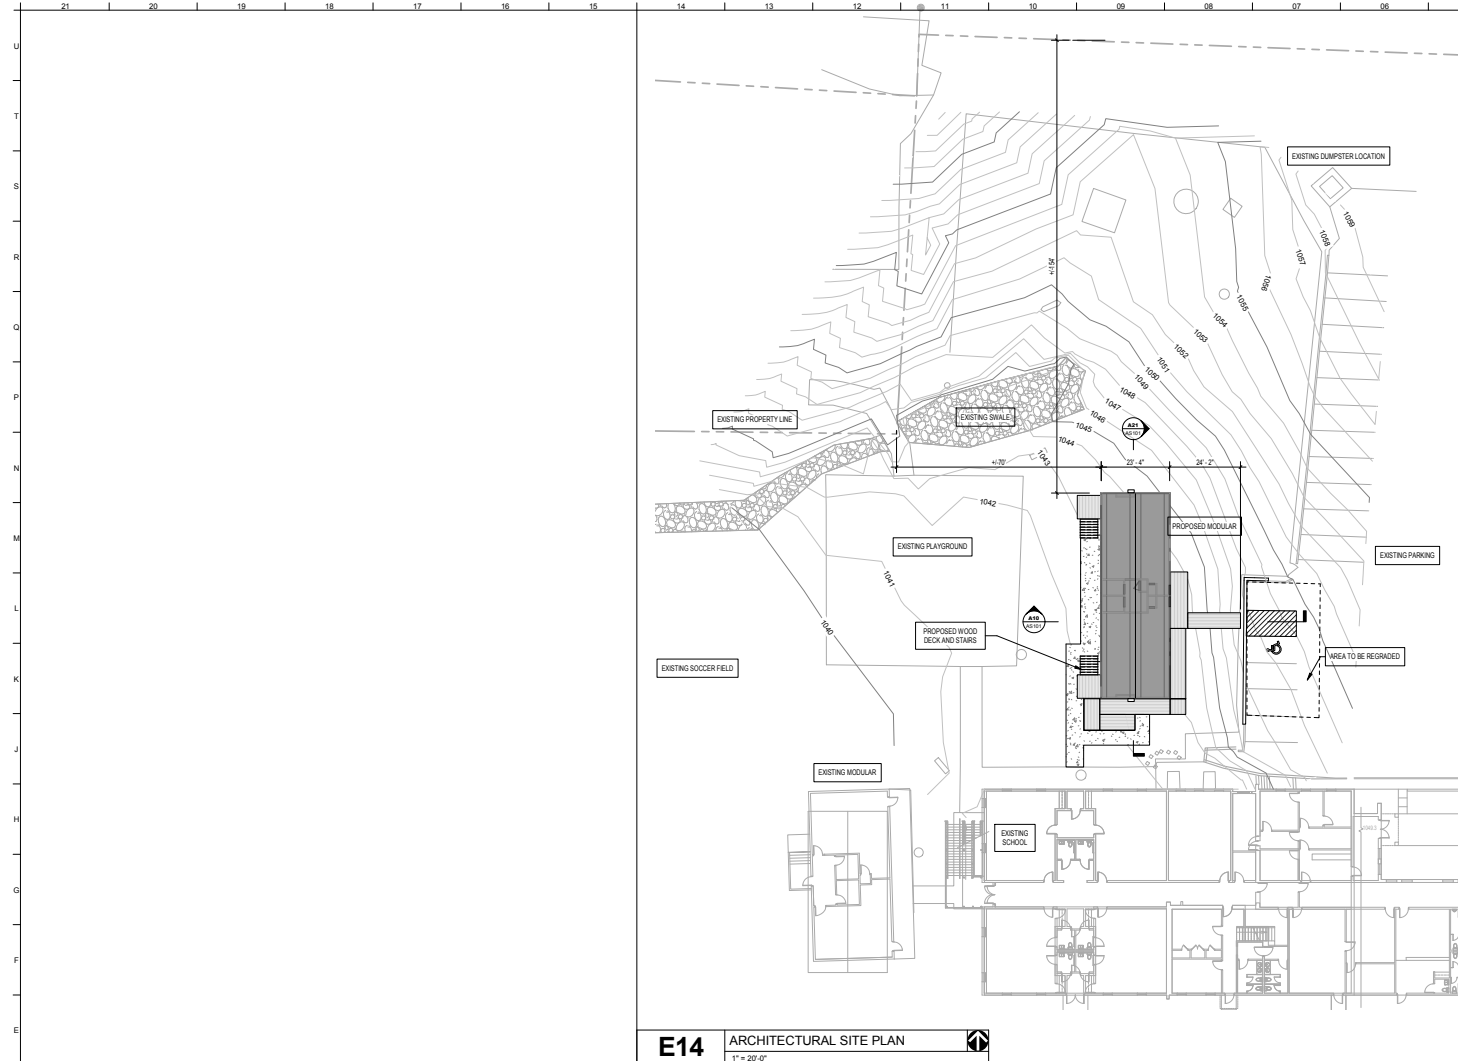 21 20 19 18 17 16 15 14 13 12 11 10 09 08 07 06
U
T
S
R
Q
P
N
M
L
K
J
H
G
F
E
EXISTING DUMPSTER LOCATION
1059
1058
1057
1056
1055
1054
1053
1052
1051
1050
1049
1048
1047
1046
1045
1044
1043
1042
1041
1040
+/-154'
EXISTING PROPERTY LINE
EXISTING SWALE
A21
AS101
+/-70'
23' - 4"
24' - 2"
PROPOSED MODULAR
EXISTING PLAYGROUND
EXISTING PARKING
A10
AS101
PROPOSED WOOD
DECK AND STAIRS
EXISTING SOCCER FIELD
AREA TO BE REGRADED
EXISTING MODULAR
EXISTING
SCHOOL
E14
ARCHITECTURAL SITE PLAN
1" = 20'-0"